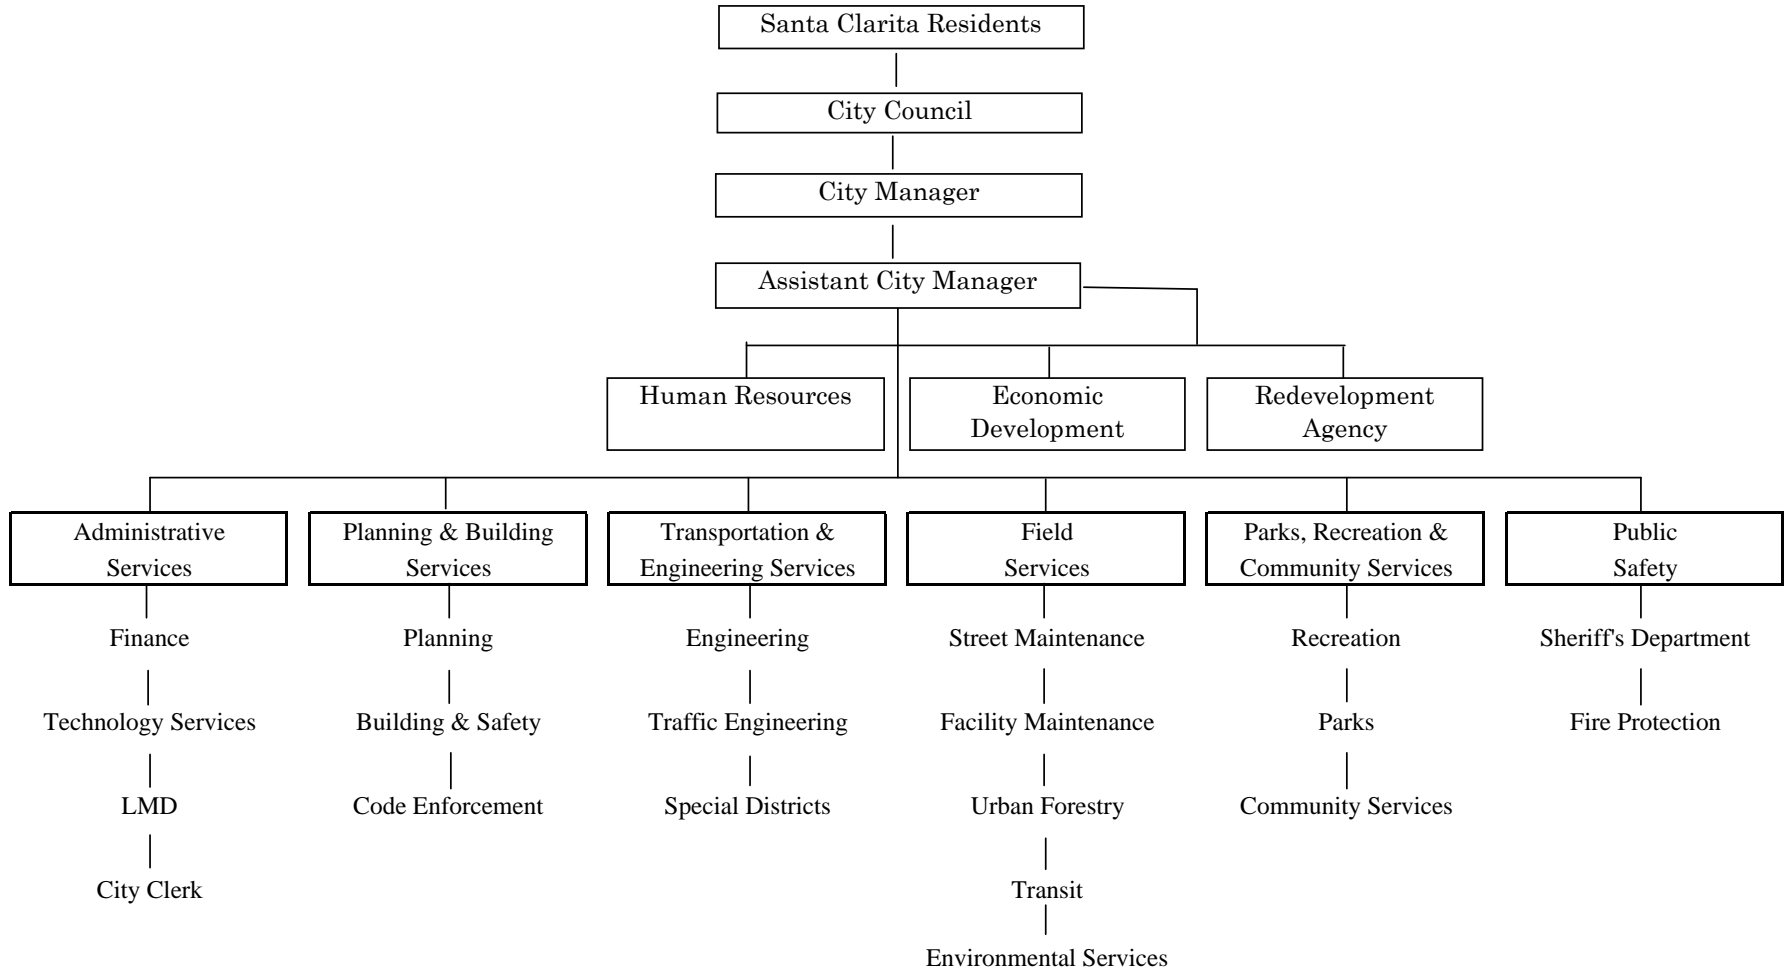 Santa Clarita Residents
City Council
City Manager
Assistant City Manager
Human Resources
Economic
Development
Redevelopment
Agency
Administrative
Services
Planning & Building
Services
Transportation &
Engineering Services
Field
Services
Parks, Recreation &
Community Services
Public
Safety
Finance
Planning
Engineering
Street Maintenance
Recreation
Sheriff's Department
Technology Services
Building & Safety
Traffic Engineering
Facility Maintenance
Parks
Fire Protection
LMD
Code Enforcement
Special Districts
Urban Forestry
Community Services
City Clerk
Transit
Environmental Services